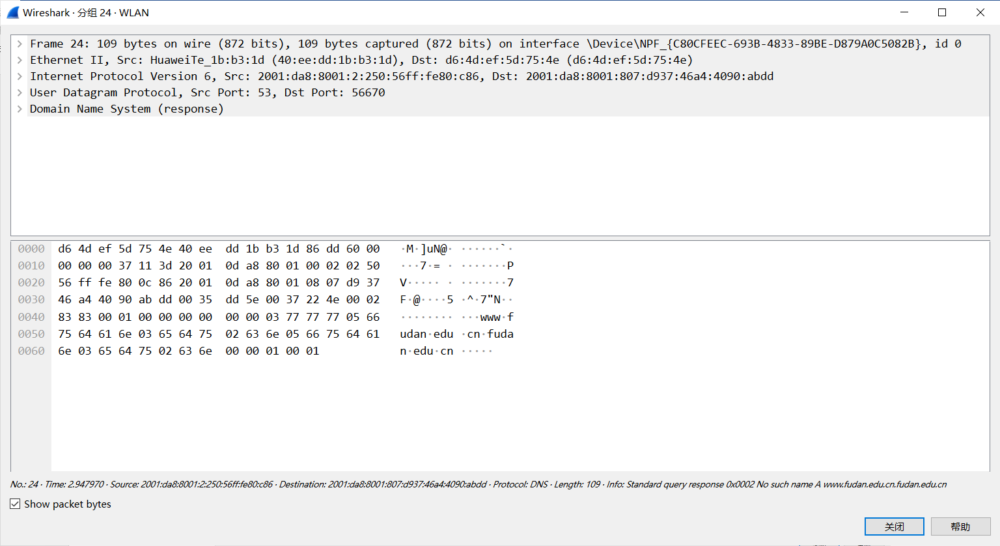 Wireshark · 分组 24 · WLAN
Frame 24: 109 bytes on wire (872 bits), 109 bytes captured (872 bits) on interface \Device\NPF_{C80CFEEC-693B-4833-89BE-D879A0C5082B}, id 0
Ethernet II, Src: HuaweiTe_1b:b3:1d (40:ee:dd:1b:b3:1d), Dst: d6:4d:ef:5d:75:4e (d6:4d:ef:5d:75:4e)
Internet Protocol Version 6, Src: 2001:da8:8001:2:250:56ff:fe80:c86, Dst: 2001:da8:8001:807:d937:46a4:4090:abdd
User Datagram Protocol, Src Port: 53, Dst Port: 56670
Domain Name System (response)
0000 d6 4d ef 5d 75 4e 40 ee dd 1b b3 1d 86 dd 60 00 ·M·]uN@· ······`·
0010 00 00 00 37 11 3d 20 01 0d a8 80 01 00 02 02 50 ···7·= · ·······P
0020 56 ff fe 80 0c 86 20 01 0d a8 80 01 08 07 d9 37 V····· · ·······7
0030 46 a4 40 90 ab dd 00 35 dd 5e 00 37 22 4e 00 02 F·@····5 ·^·7"N··
0040 83 83 00 01 00 00 00 00 00 00 03 77 77 77 05 66 ········ ···www·f
0050 75 64 61 6e 03 65 64 75 02 63 6e 05 66 75 64 61 udan·edu ·cn·fuda
0060 6e 03 65 64 75 02 63 6e 00 00 01 00 01 n·edu·cn ·····
No.: 24 · Time: 2.947970 · Source: 2001:da8:8001:2:250:56ff:fe80:c86 · Destination: 2001:da8:8001:807:d937:46a4:4090:abdd · Protocol: DNS · Length: 109 · Info: Standard query response 0x0002 No such name A www.fudan.edu.cn.fudan.edu.cn
Show packet bytes
关闭 帮助